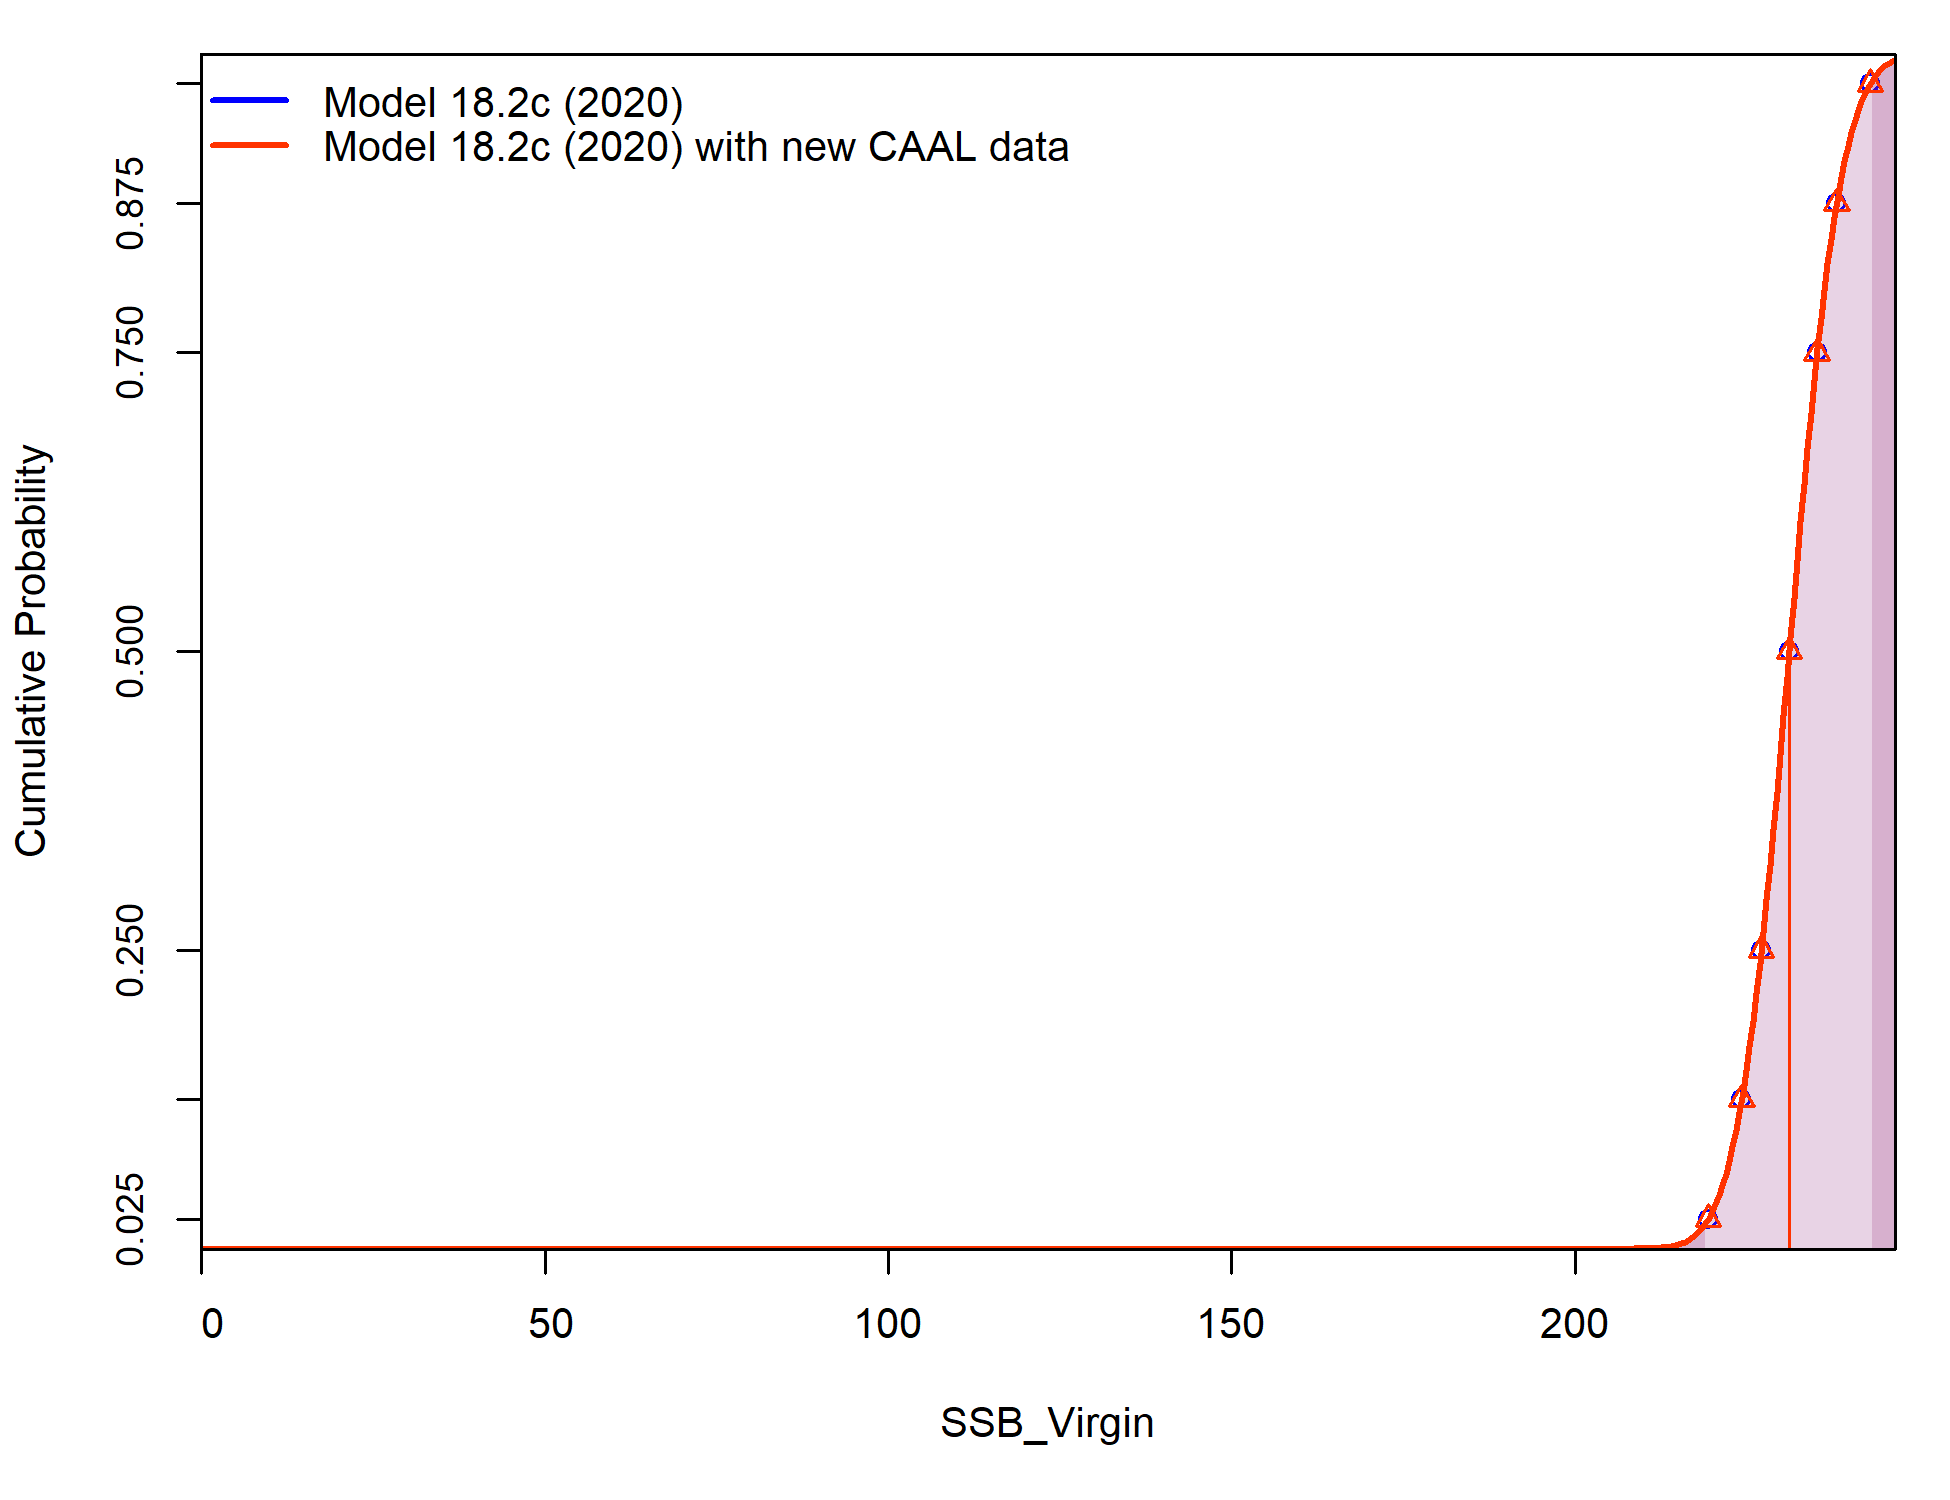 Model 18.2c (2020)
Model 18.2c (2020) with new CAAL data
Cumulative Probability
0.875
0.750
0.500
0.250
0.025
0 50 100 150 200
SSB_Virgin